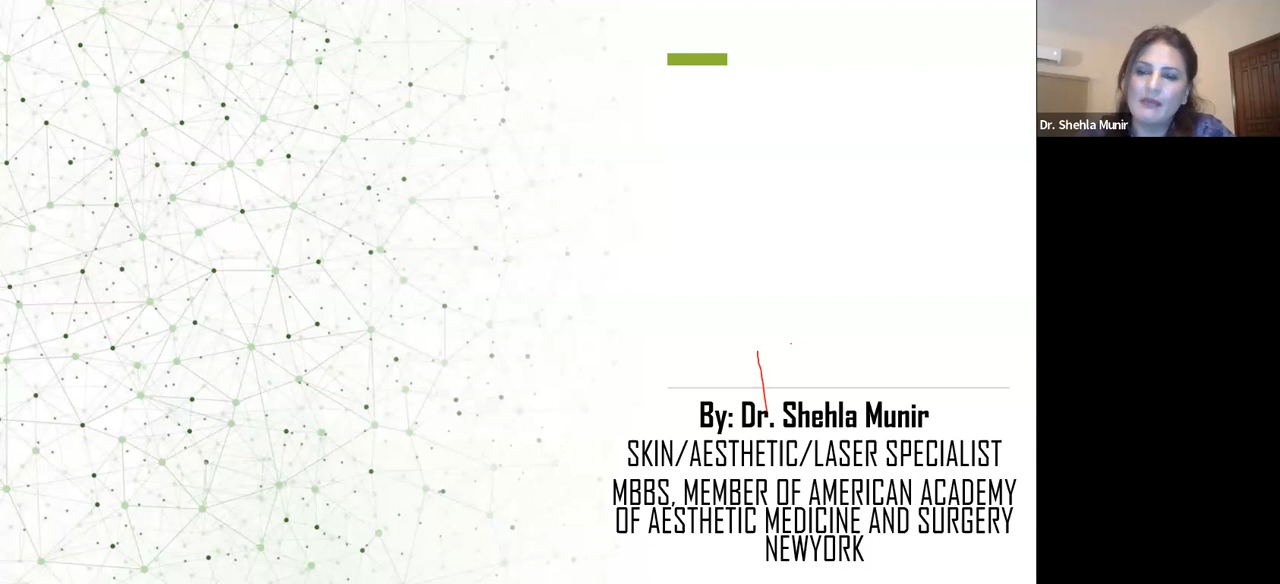 Dr. Shehla Munir
By: Dr. Shehla Munir
SKIN/AESTHETIC/LASER SPECIALIST
MBBS, MEMBER OF AMERICAN ACADEMY
OF AESTHETIC MEDICINE AND SURGERY
NEWYORK